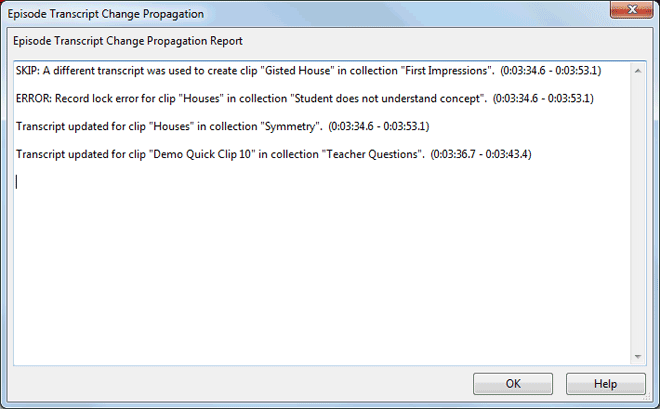 Episode Transcript Change Propagation
Episode Transcript Change Propagation Report
SKIP: A different transcript was used to create clip "Gisted House" in collection "First Impressions".  (0:03:34.6 - 0:03:53.1)
ERROR: Record lock error for clip "Houses" in collection "Student does not understand concept".  (0:03:34.6 - 0:03:53.1)
Transcript updated for clip "Houses" in collection "Symmetry".  (0:03:34.6 - 0:03:53.1)
Transcript updated for clip "Demo Quick Clip 10" in collection "Teacher Questions".  (0:03:36.7 - 0:03:43.4)
OK
Help